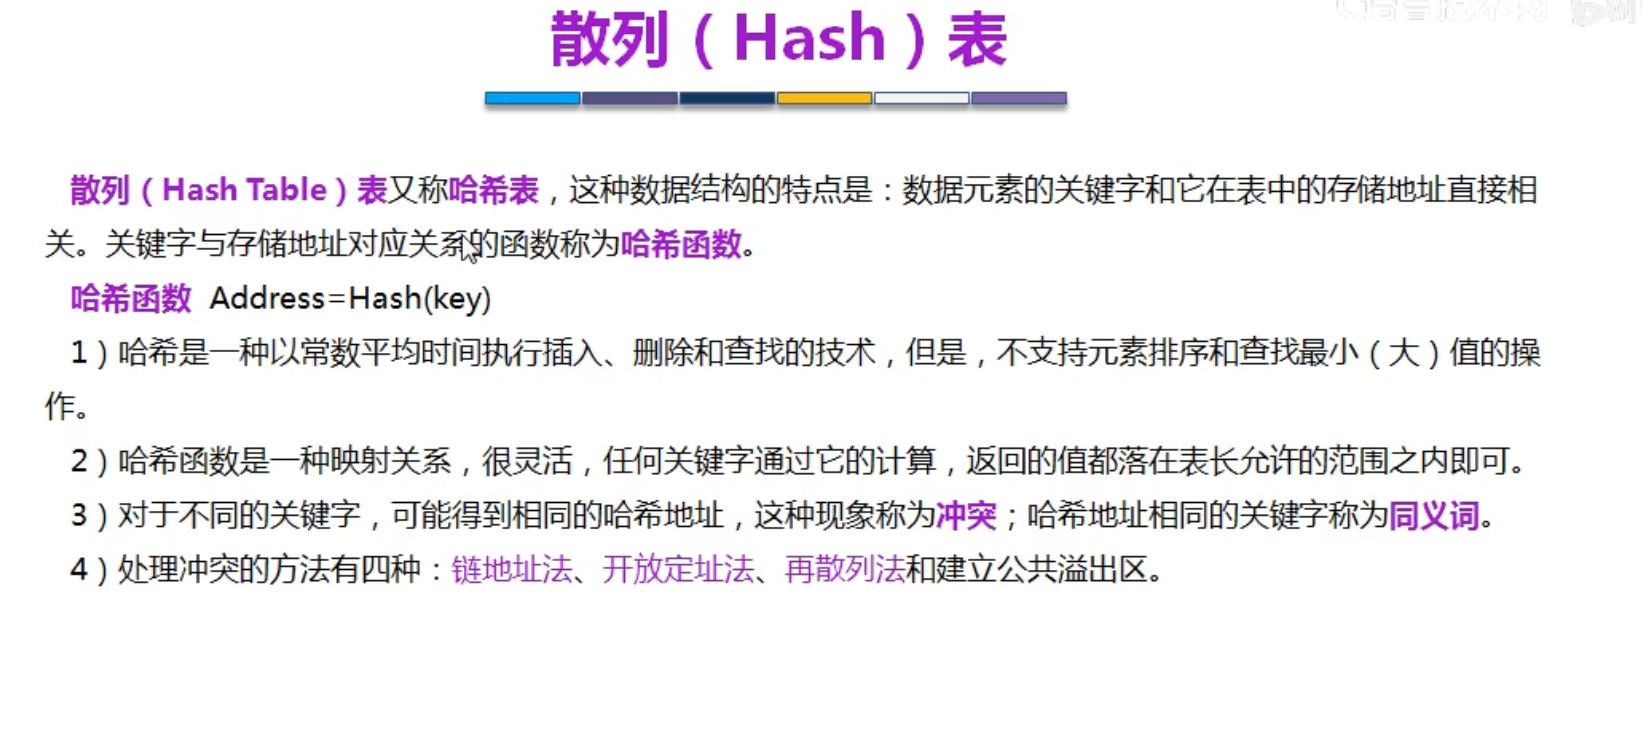 散列（Hash）表
散列（Hash Table）表又称哈希表，这种数据结构的特点是：数据元素的关键字和它在表中的存储地址直接相
关。关键字与存储地址对应关系的函数称为哈希函数。
哈希函数 Address=Hash(key)
1）哈希是一种以常数平均时间执行插入、删除和查找的技术，但是，不支持元素排序和查找最小（大）值的操
作。
2）哈希函数是一种映射关系，很灵活，任何关键字通过它的计算，返回的值都落在表长允许的范围之内即可。
3）对于不同的关键字，可能得到相同的哈希地址，这种现象称为冲突；哈希地址相同的关键字称为同义词。
4）处理冲突的方法有四种：链地址法、开放定址法、再散列法和建立公共溢出区。